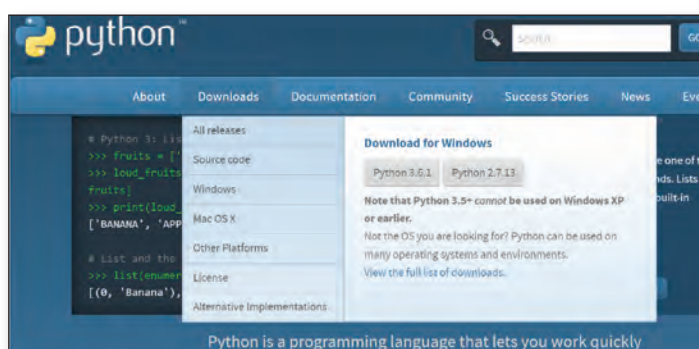 python™
search
GO
About Downloads Documentation Community Success Stories News Eve
# Python 3: Lis
>>> fruits = ['
>>> loud_fruits
fruits]
>>> print(loud_
['BANANA', 'APP
# List and the
>>> list(enumer
[(0, 'Banana'),
All releases
Source code
Windows
Mac OS X
Other Platforms
License
Alternative Implementations
Download for Windows
Python 3.6.1 Python 2.7.13
Note that Python 3.5+ cannot be used on Windows XP
or earlier.
Not the OS you are looking for? Python can be used on
many operating systems and environments.
View the full list of downloads.
e one of t
nds. Lists
built-in
Python is a programming language that lets you work quickly